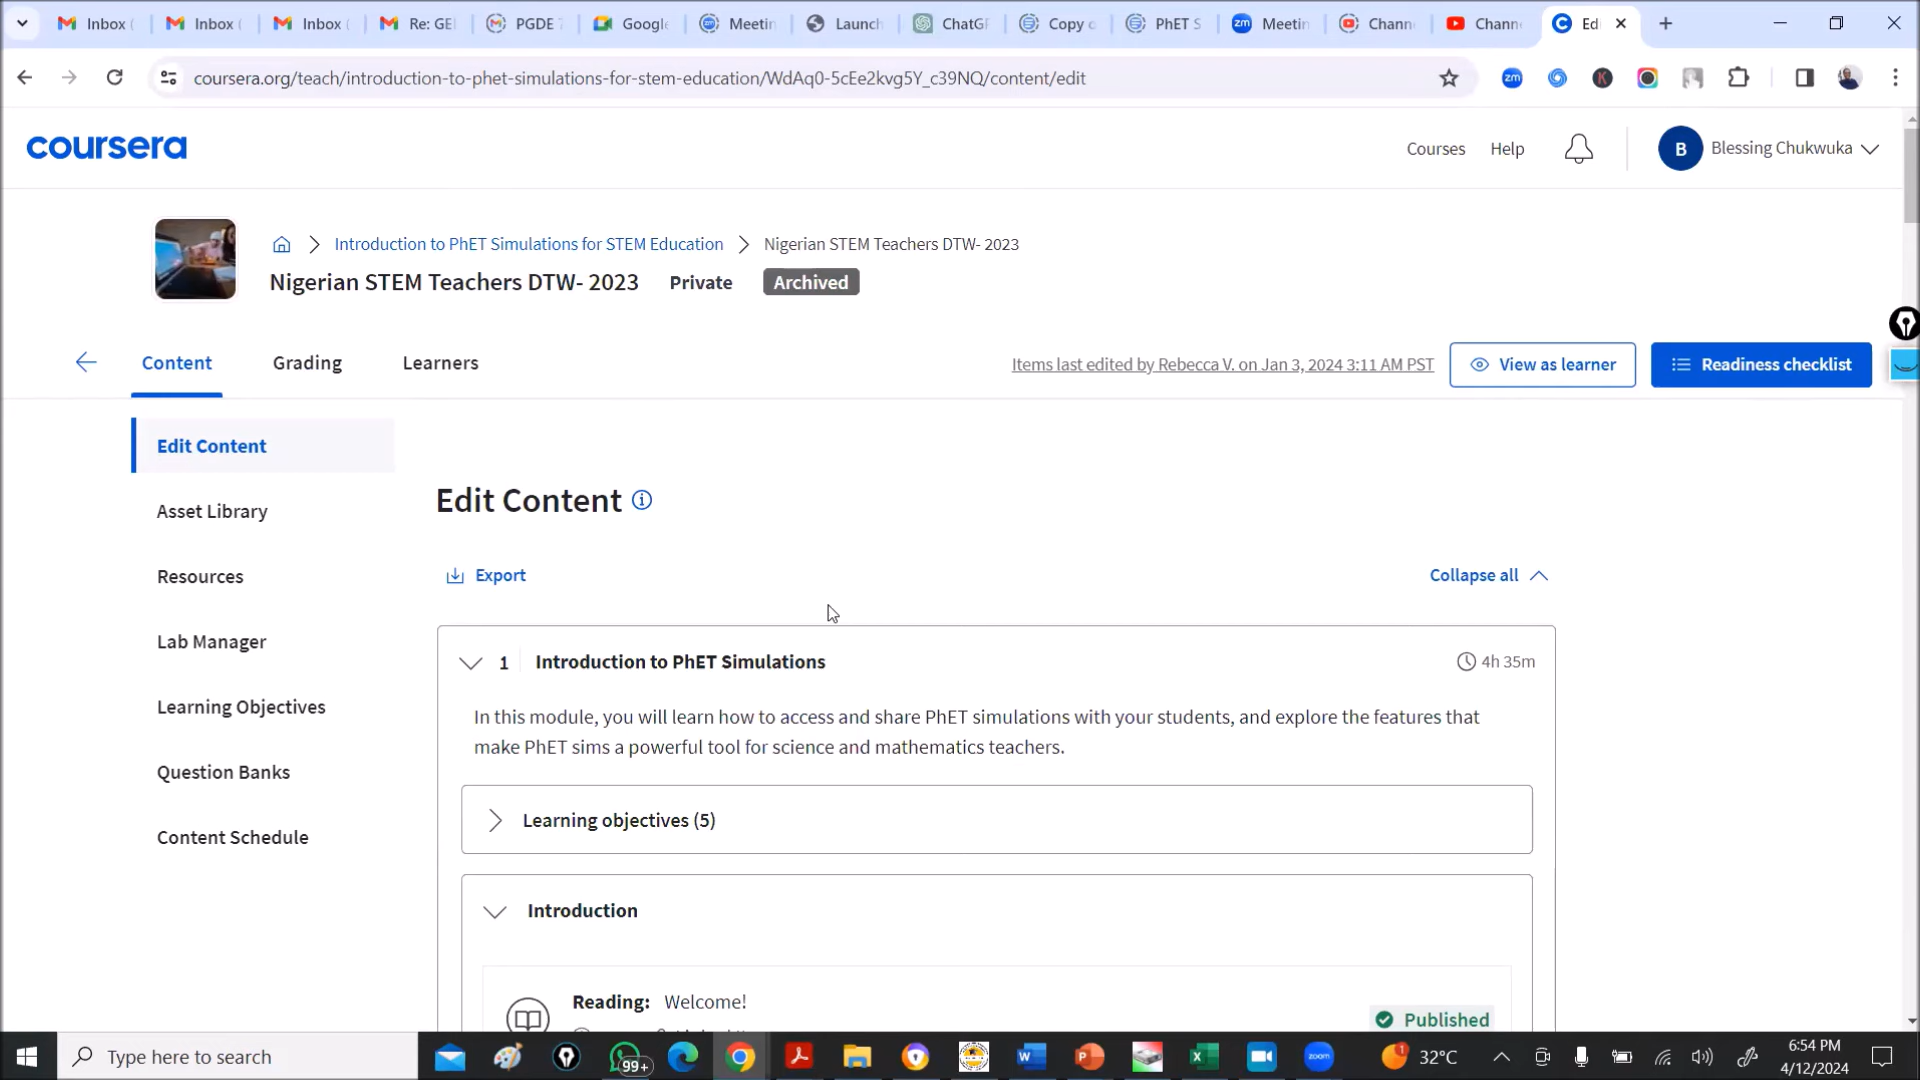 Inbox (
Inbox (
Inbox (
Re: GE
PGDE
Google
Meetin
Launch
ChatGP
Copy o
PhET S
Meetin
Chann
Chann
Ed
coursera.org/teach/introduction-to-phet-simulations-for-stem-education/WdAq0-5cEe2kvg5Y_c39NQ/content/edit
coursera
Courses
Help
B
Blessing Chukwuka
Introduction to PhET Simulations for STEM Education
Nigerian STEM Teachers DTW- 2023
Nigerian STEM Teachers DTW- 2023
Private
Archived
Content
Grading
Learners
Items last edited by Rebecca V. on Jan 3, 2024 3:11 AM PST
View as learner
Readiness checklist
Edit Content
Asset Library
Resources
Lab Manager
Learning Objectives
Question Banks
Content Schedule
Edit Content
Export
Collapse all
1 Introduction to PhET Simulations
4h 35m
In this module, you will learn how to access and share PhET simulations with your students, and explore the features that
make PhET sims a powerful tool for science and mathematics teachers.
Learning objectives (5)
Introduction
Reading: Welcome!
Published
Type here to search
99+
zoom
32°C
6:54 PM
4/12/2024